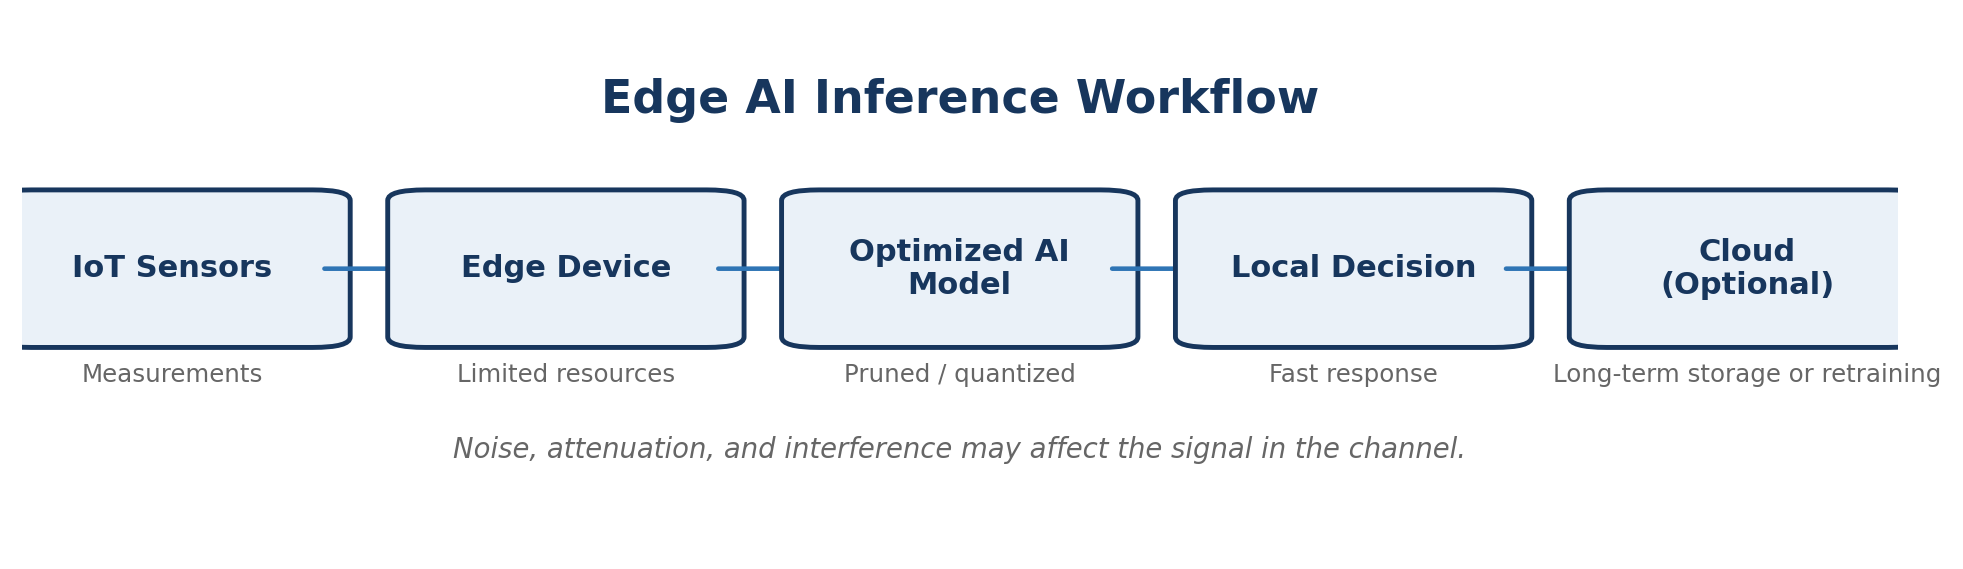 Edge AI Inference Workflow
IoT Sensors
Edge Device
Optimized AI
Model
Local Decision
Cloud
(Optional)
Measurements
Limited resources
Pruned / quantized
Fast response
Long-term storage or retraining
Noise, attenuation, and interference may affect the signal in the channel.